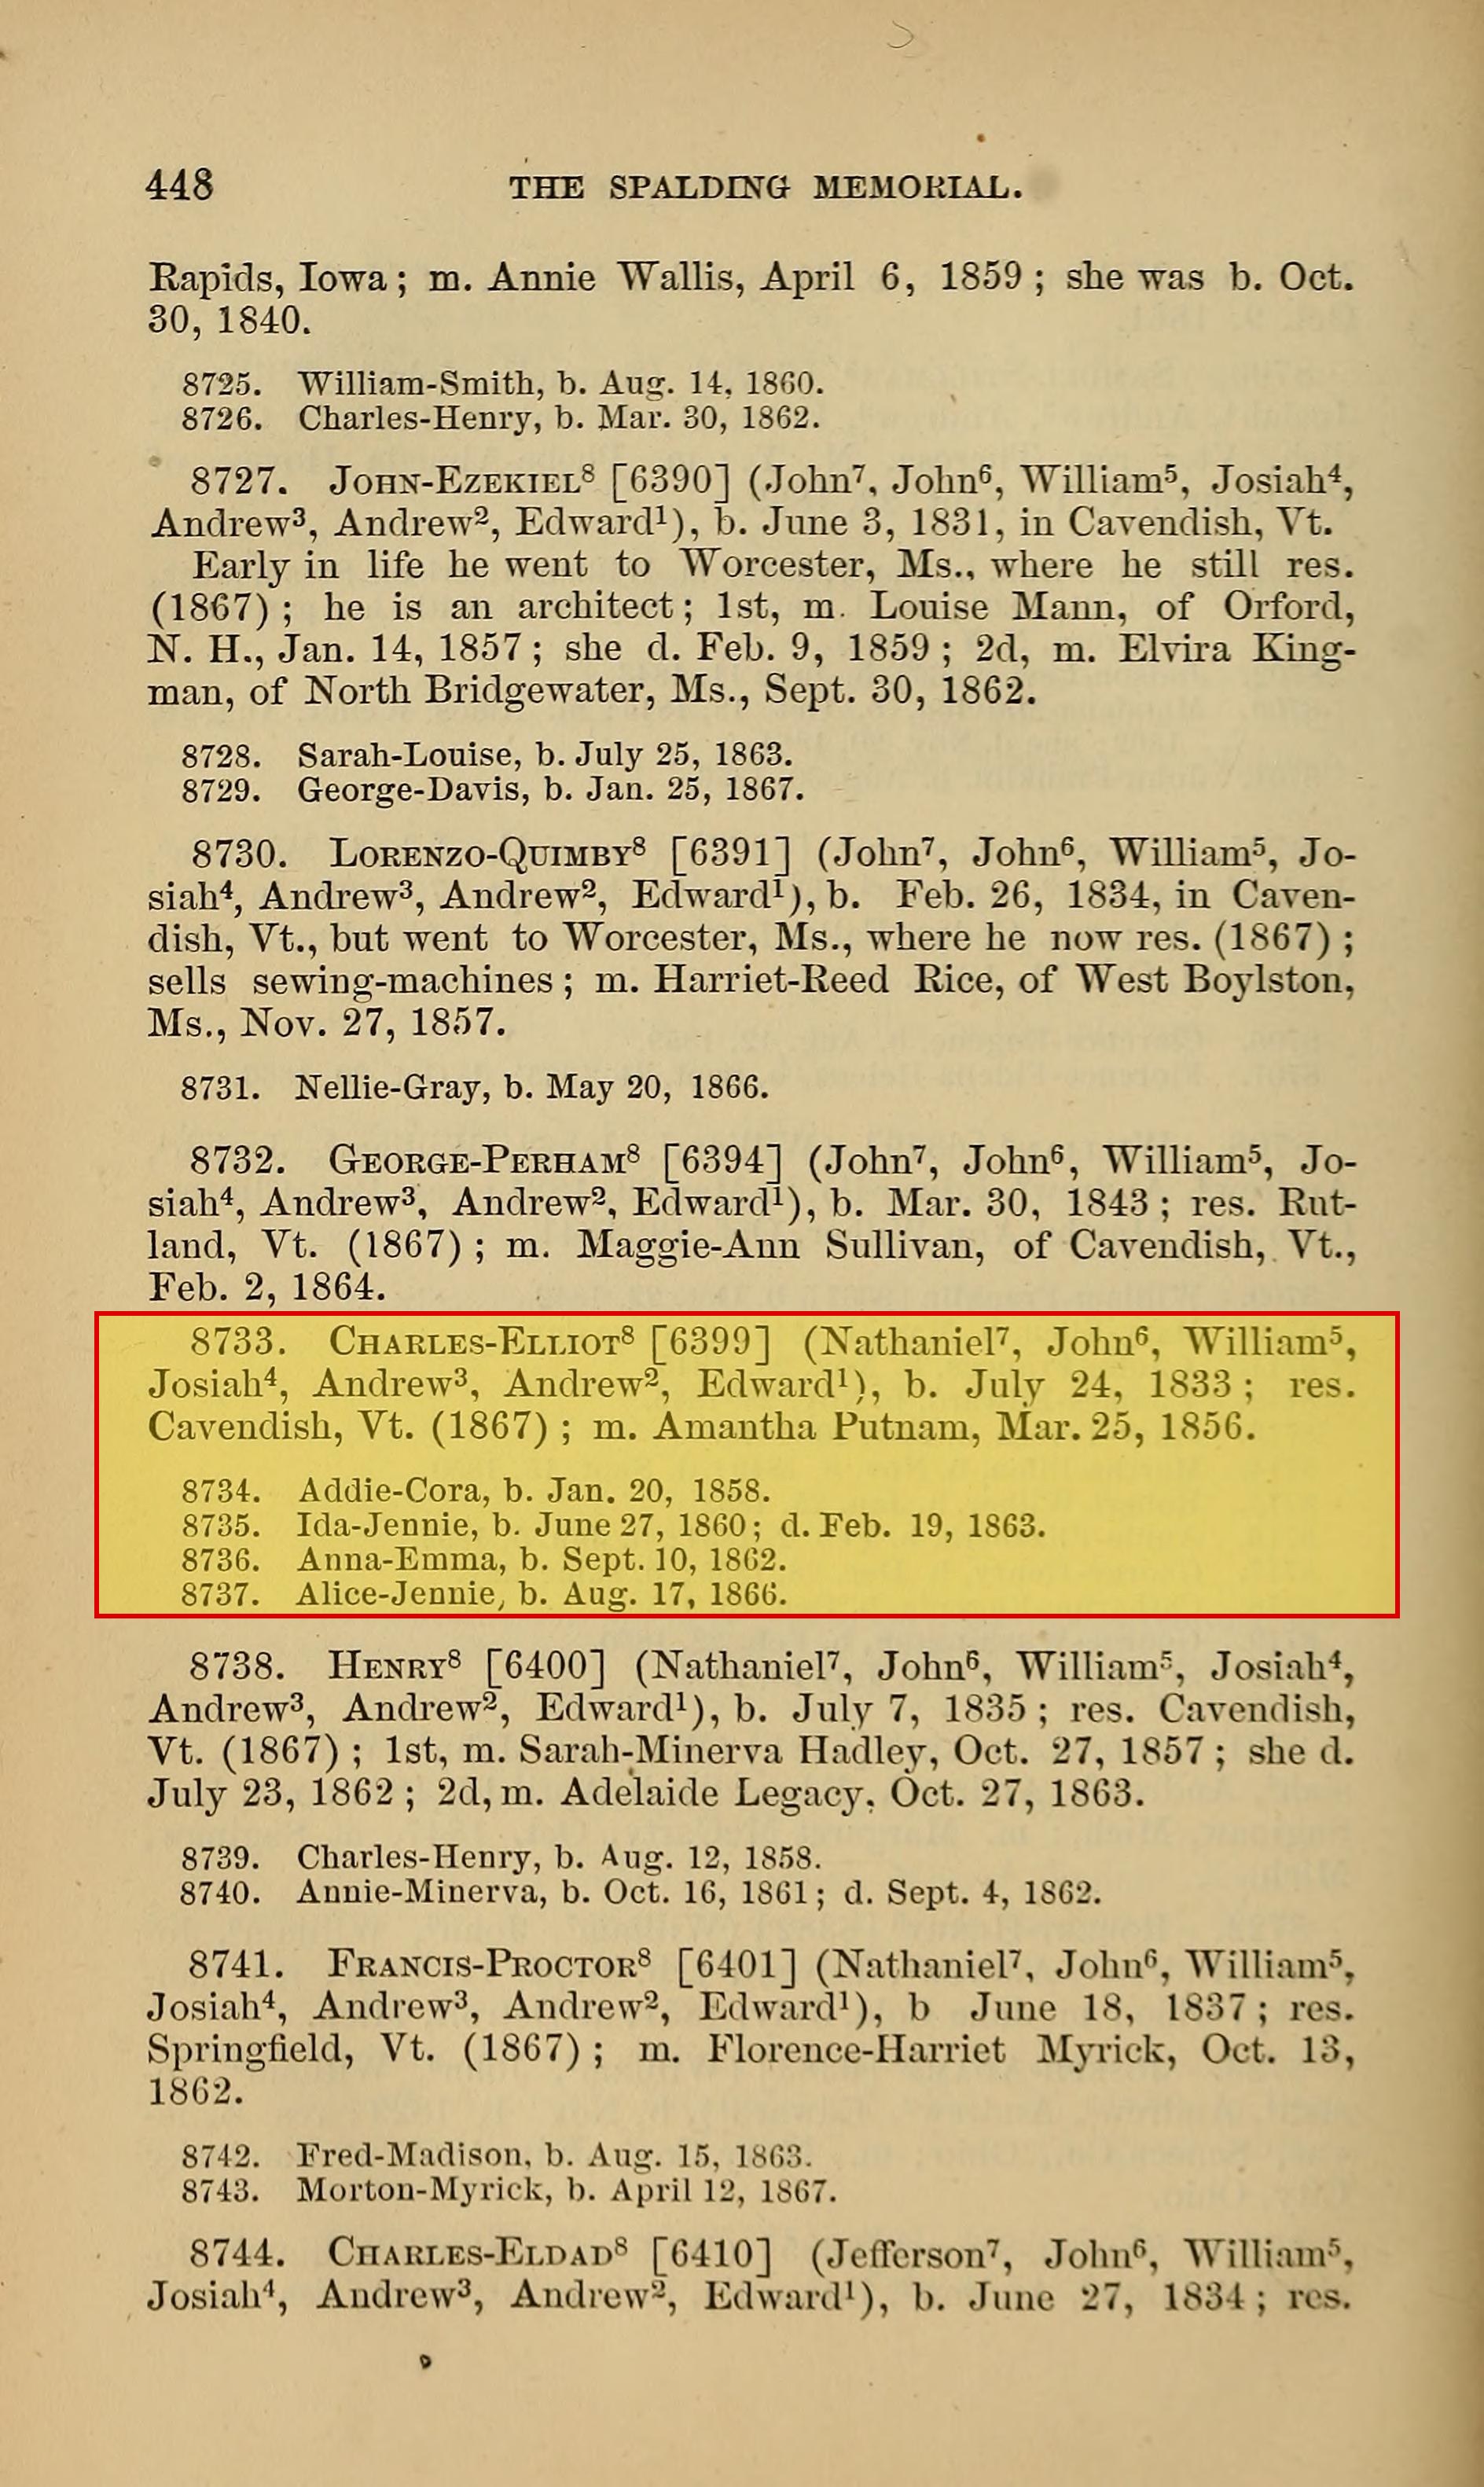 448 THE SPALDING MEMORIAL.
Rapids, Iowa; m. Annie Wallis, April 6, 1859; she was b. Oct.
30, 1840.
8725. William-Smith, b. Aug. 14, 1860.
8726. Charles-Henry, b. Mar. 30, 1862.
8727. JOHN-EZEKIEL⁸ [6390] (John⁷, John⁶, William⁵, Josiah⁴,
Andrew³, Andrew², Edward¹), b. June 3, 1831, in Cavendish, Vt.
Early in life he went to Worcester, Ms., where he still res.
(1867); he is an architect; 1st, m. Louise Mann, of Orford,
N. H., Jan. 14, 1857; she d. Feb. 9, 1859; 2d, m. Elvira King-
man, of North Bridgewater, Ms., Sept. 30, 1862.
8728. Sarah-Louise, b. July 25, 1863.
8729. George-Davis, b. Jan. 25, 1867.
8730. LORENZO-QUIMBY⁸ [6391] (John⁷, John⁶, William⁵, Jo-
siah⁴, Andrew³, Andrew², Edward¹), b. Feb. 26, 1834, in Caven-
dish, Vt., but went to Worcester, Ms., where he now res. (1867);
sells sewing-machines; m. Harriet-Reed Rice, of West Boylston,
Ms., Nov. 27, 1857.
8731. Nellie-Gray, b. May 20, 1866.
8732. GEORGE-PERHAM⁸ [6394] (John⁷, John⁶, William⁵, Jo-
siah⁴, Andrew³, Andrew², Edward¹), b. Mar. 30, 1843; res. Rut-
land, Vt. (1867); m. Maggie-Ann Sullivan, of Cavendish, Vt.,
Feb. 2, 1864.
8733. CHARLES-ELLIOT⁸ [6399] (Nathaniel⁷, John⁶, William⁵,
Josiah⁴, Andrew³, Andrew², Edward¹), b. July 24, 1833; res.
Cavendish, Vt. (1867); m. Amantha Putnam, Mar. 25, 1856.
8734. Addie-Cora, b. Jan. 20, 1858.
8735. Ida-Jennie, b. June 27, 1860; d. Feb. 19, 1863.
8736. Anna-Emma, b. Sept. 10, 1862.
8737. Alice-Jennie, b. Aug. 17, 1866.
8738. HENRY⁸ [6400] (Nathaniel⁷, John⁶, William⁵, Josiah⁴,
Andrew³, Andrew², Edward¹), b. July 7, 1835; res. Cavendish,
Vt. (1867); 1st, m. Sarah-Minerva Hadley, Oct. 27, 1857; she d.
July 23, 1862; 2d, m. Adelaide Legacy, Oct. 27, 1863.
8739. Charles-Henry, b. Aug. 12, 1858.
8740. Annie-Minerva, b. Oct. 16, 1861; d. Sept. 4, 1862.
8741. FRANCIS-PROCTOR⁸ [6401] (Nathaniel⁷, John⁶, William⁵,
Josiah⁴, Andrew³, Andrew², Edward¹), b June 18, 1837; res.
Springfield, Vt. (1867); m. Florence-Harriet Myrick, Oct. 13,
1862.
8742. Fred-Madison, b. Aug. 15, 1863.
8743. Morton-Myrick, b. April 12, 1867.
8744. CHARLES-ELDAD⁸ [6410] (Jefferson⁷, John⁶, William⁵,
Josiah⁴, Andrew³, Andrew², Edward¹), b. June 27, 1834; res.